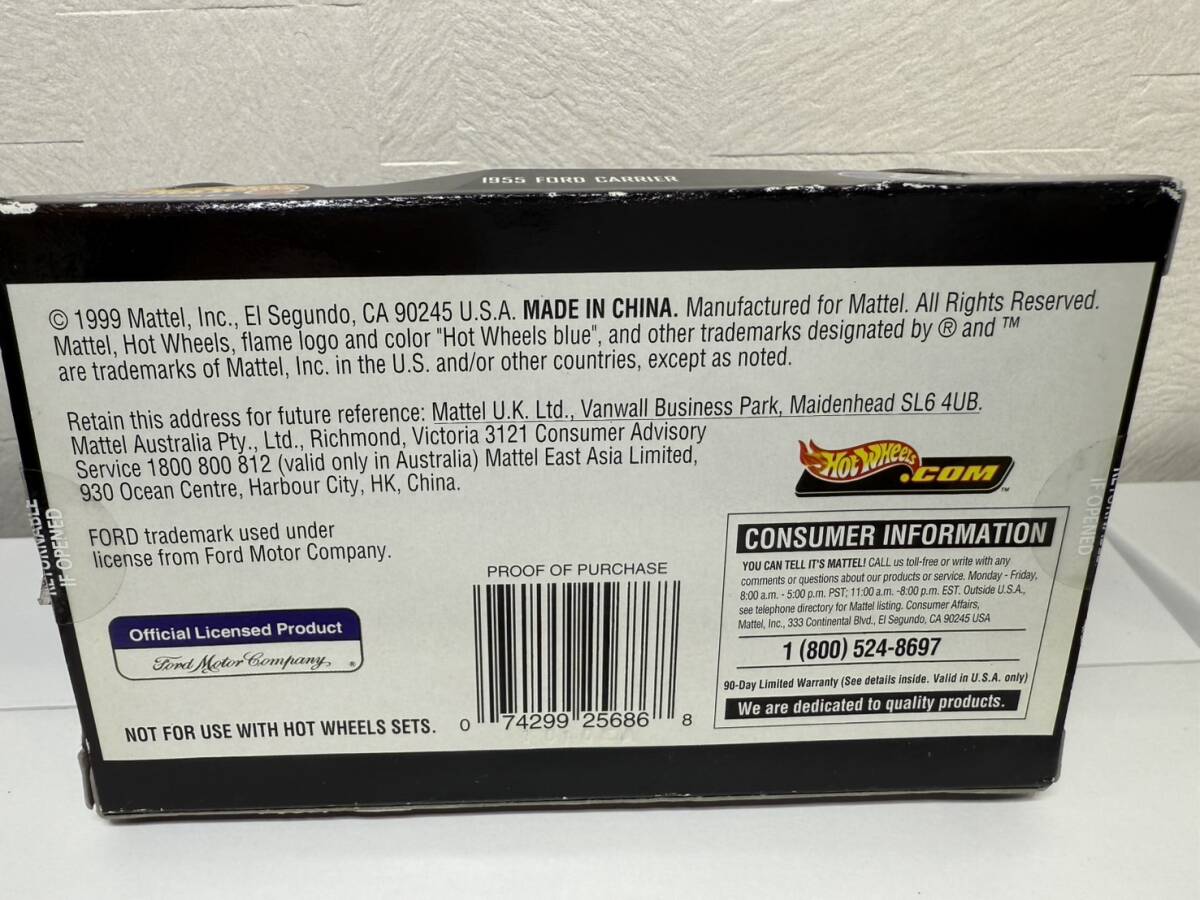 1955 FORD CARRIER
© 1999 Mattel, Inc., El Segundo, CA 90245 U.S.A. MADE IN CHINA. Manufactured for Mattel. All Rights Reserved.
Mattel, Hot Wheels, flame logo and color "Hot Wheels blue", and other trademarks designated by ® and ™
are trademarks of Mattel, Inc. in the U.S. and/or other countries, except as noted.
Retain this address for future reference: Mattel U.K. Ltd., Vanwall Business Park, Maidenhead SL6 4UB.
Mattel Australia Pty., Ltd., Richmond, Victoria 3121 Consumer Advisory
Service 1800 800 812 (valid only in Australia) Mattel East Asia Limited,
930 Ocean Centre, Harbour City, HK, China.
Hot Wheels .COM ™
FORD trademark used under
license from Ford Motor Company.
Official Licensed Product
Ford Motor Company ®
NOT FOR USE WITH HOT WHEELS SETS.
PROOF OF PURCHASE
0 74299 25686 8
CONSUMER INFORMATION
YOU CAN TELL IT'S MATTEL! CALL us toll-free or write with any
comments or questions about our products or service. Monday - Friday,
8:00 a.m. - 5:00 p.m. PST; 11:00 a.m. -8:00 p.m. EST. Outside U.S.A.,
see telephone directory for Mattel listing. Consumer Affairs,
Mattel, Inc., 333 Continental Blvd., El Segundo, CA 90245 USA
1 (800) 524-8697
90-Day Limited Warranty (See details inside. Valid in U.S.A. only)
We are dedicated to quality products.
IF OPENED
IF OPENED